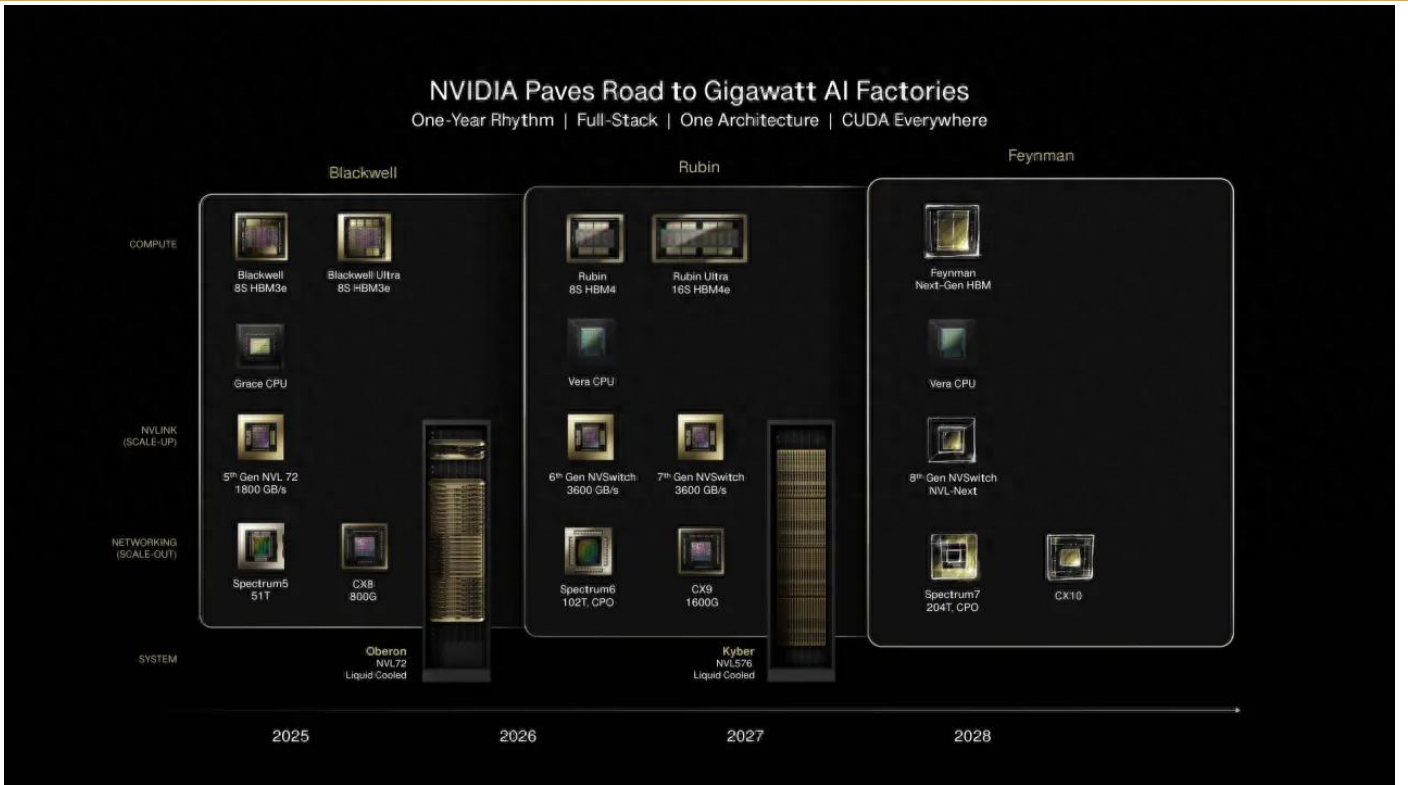 NVIDIA Paves Road to Gigawatt AI Factories
One-Year Rhythm | Full-Stack | One Architecture | CUDA Everywhere
Blackwell
Rubin
Feynman
COMPUTE
Blackwell
8S HBM3e
Blackwell Ultra
8S HBM3e
Rubin
8S HBM4
Rubin Ultra
16S HBM4e
Feynman
Next-Gen HBM
Grace CPU
Vera CPU
Vera CPU
NVLINK
(SCALE-UP)
5th Gen NVL 72
1800 GB/s
6th Gen NVSwitch
3600 GB/s
7th Gen NVSwitch
3600 GB/s
8th Gen NVSwitch
NVL-Next
NETWORKING
(SCALE-OUT)
Spectrum5
51T
CX8
800G
Spectrum6
102T, CPO
CX9
1600G
Spectrum7
204T, CPO
CX10
SYSTEM
Oberon
NVL72
Liquid Cooled
Kyber
NVL576
Liquid Cooled
2025
2026
2027
2028